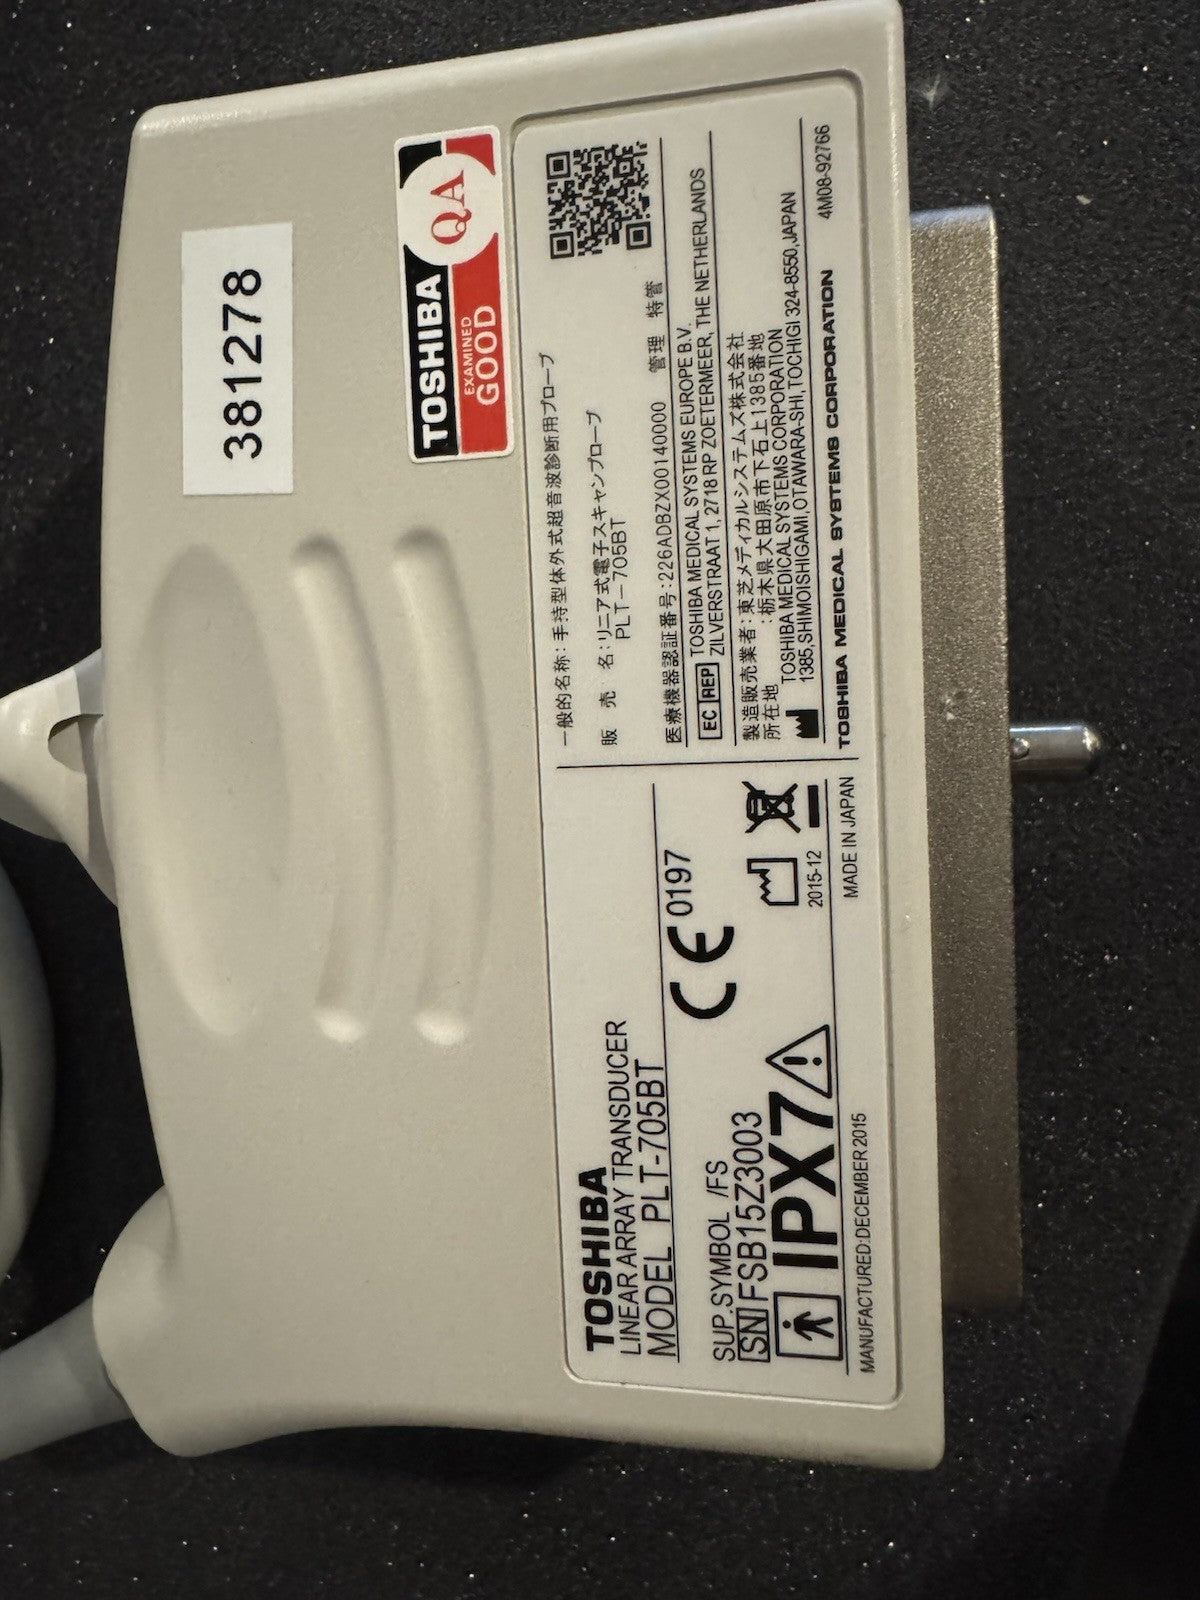 381278
TOSHIBA
EXAMINED
GOOD
QA
TOSHIBA
LINEAR ARRAY TRANSDUCER
MODEL PLT-705BT
SUP.SYMBOL /FS
SN FSB15Z3003
CE 0197
IPX7
2015-12
MANUFACTURED:DECEMBER 2015
MADE IN JAPAN
一般的名称:手持型体外式超音波診断用プローブ
販 売 名:リニア式電子スキャンプローブ
PLT-705BT
医療機器認証番号:226ADBZX00140000 管理 特管
EC REP TOSHIBA MEDICAL SYSTEMS EUROPE B.V.
ZILVERSTRAAT 1, 2718 RP ZOETERMEER, THE NETHERLANDS
製造販売業者:東芝メディカルシステムズ株式会社
所在地 :栃木県大田原市下石上1385番地
TOSHIBA MEDICAL SYSTEMS CORPORATION
1385,SHIMOISHIGAMI,OTAWARA-SHI,TOCHIGI 324-8550,JAPAN
TOSHIBA MEDICAL SYSTEMS CORPORATION 4M08-92766